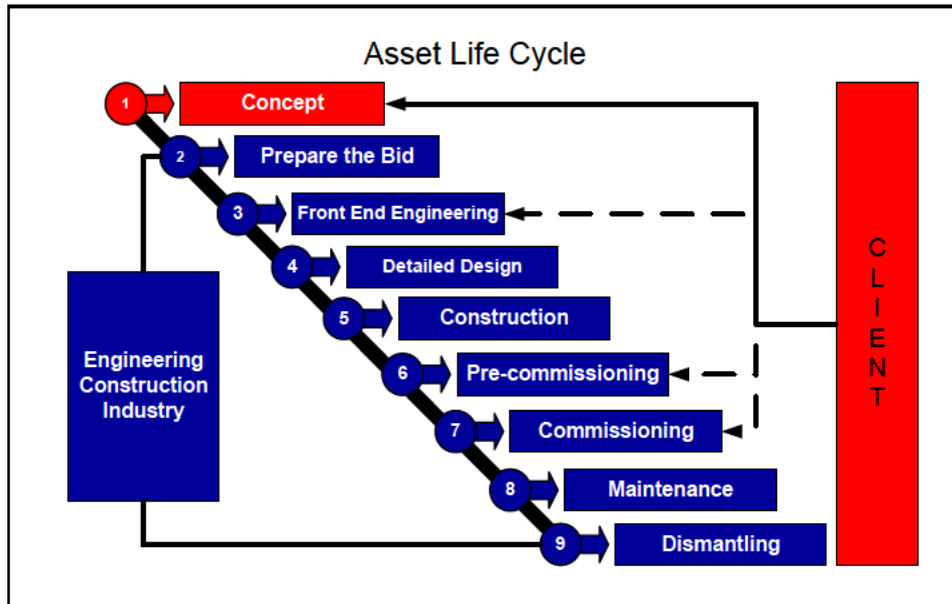 Asset Life Cycle
1
Concept
2
Prepare the Bid
3
Front End Engineering
4
Detailed Design
5
Construction
6
Pre-commissioning
7
Commissioning
8
Maintenance
9
Dismantling
Engineering
Construction
Industry
C
L
I
E
N
T